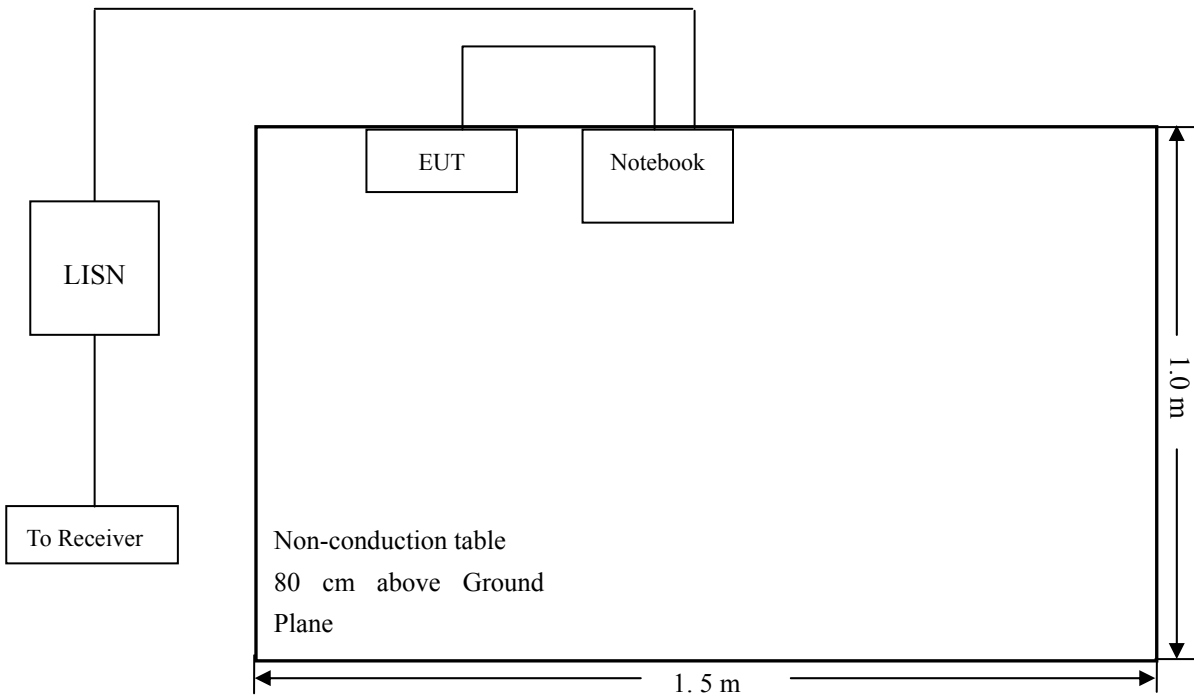 EUT
Notebook
LISN
To Receiver
Non-conduction table
80 cm above Ground
Plane
1.0 m
1. 5 m